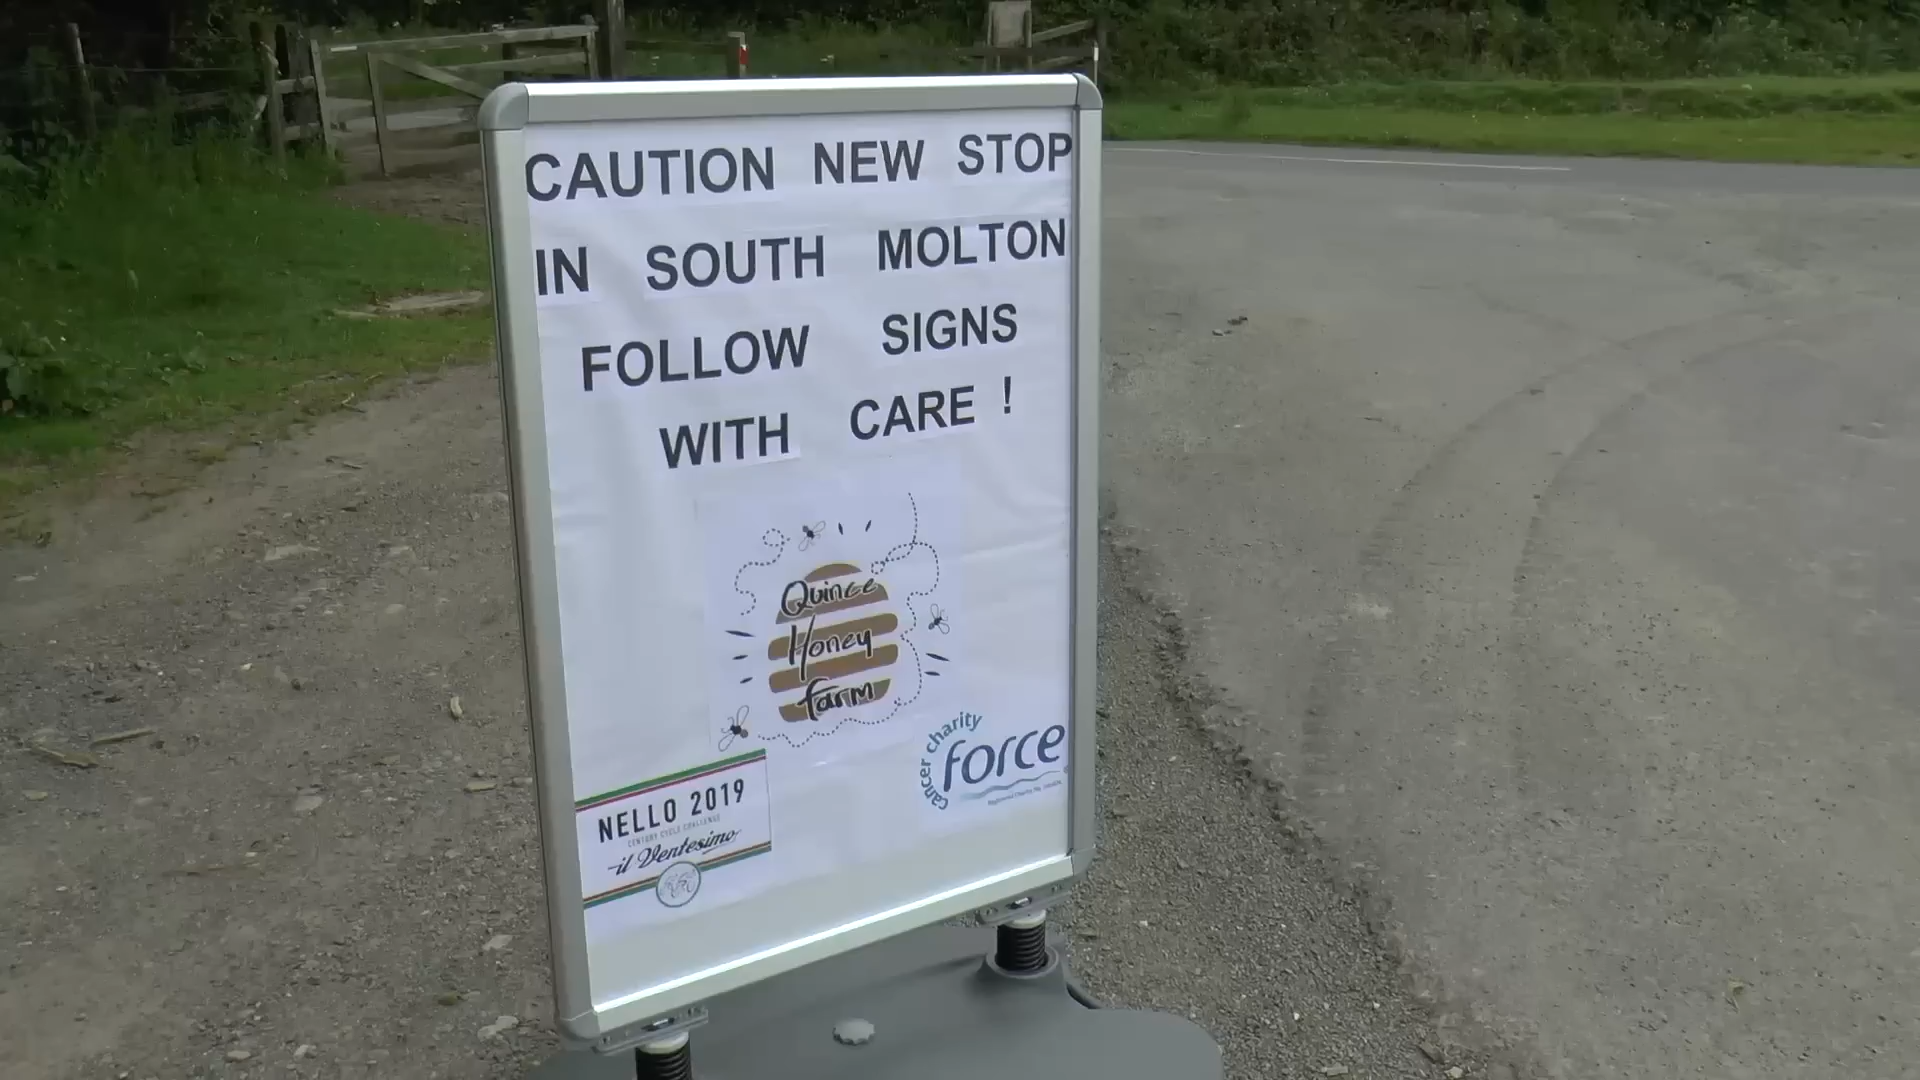 CAUTION NEW STOP
IN SOUTH MOLTON
FOLLOW SIGNS
WITH CARE !
Quince
Honey
farm
NELLO 2019
CENTURY CYCLE CHALLENGE
il Ventesimo
cancer charity
force